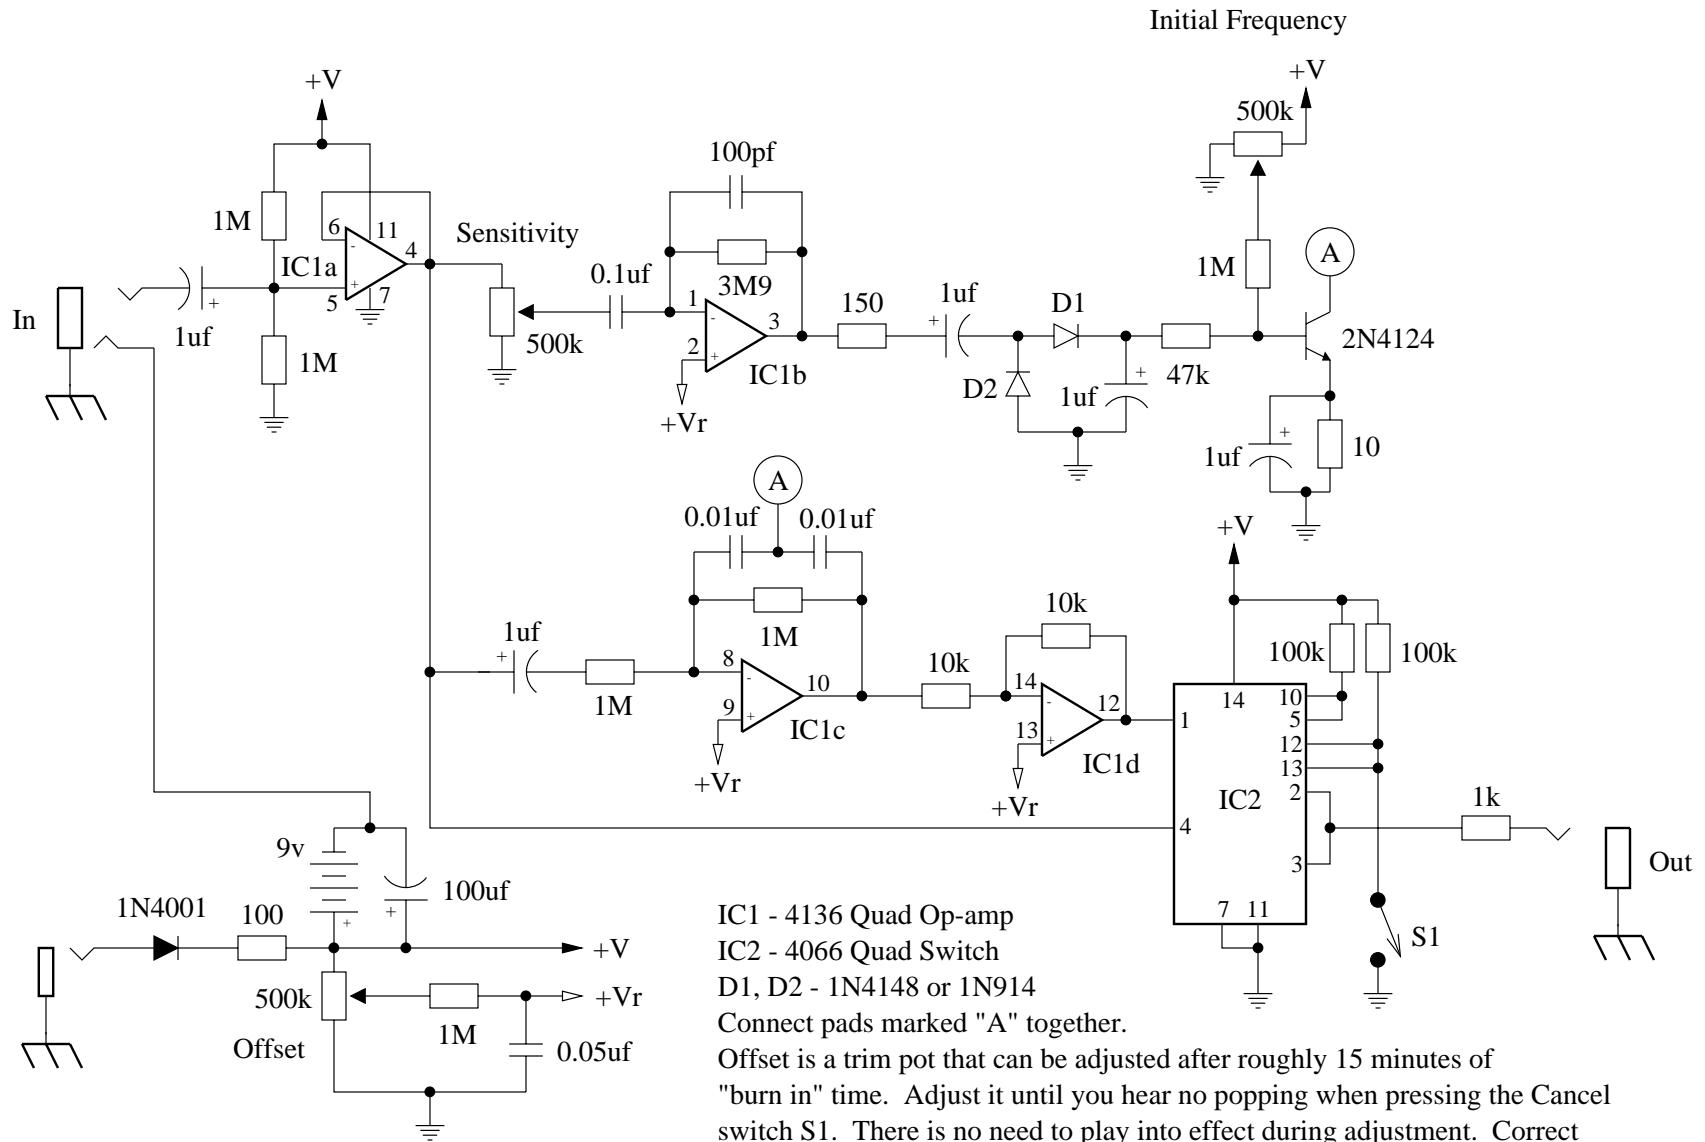 Initial Frequency
+V
+V
500k
100pf
1M
6
11
4
-
+
IC1a
5
7
Sensitivity
0.1uf
3M9
1
-
3
2
+
IC1b
150
1uf
+
D1
1M
A
2N4124
In
1uf
+
1M
500k
+Vr
D2
1uf
+
47k
1uf
+
10
A
0.01uf
0.01uf
+V
1uf
+
1M
1M
8
-
10
9
+
IC1c
+Vr
10k
10k
14
-
12
13
+
IC1d
+Vr
100k
100k
14
10
5
1
12
13
IC2
2
4
3
7
11
1k
Out
S1
9v
+
100uf
+
1N4001
100
+V
500k
+Vr
1M
Offset
0.05uf
IC1 - 4136 Quad Op-amp
IC2 - 4066 Quad Switch
D1, D2 - 1N4148 or 1N914
Connect pads marked "A" together.
Offset is a trim pot that can be adjusted after roughly 15 minutes of
"burn in" time. Adjust it until you hear no popping when pressing the Cancel
switch S1. There is no need to play into effect during adjustment. Correct